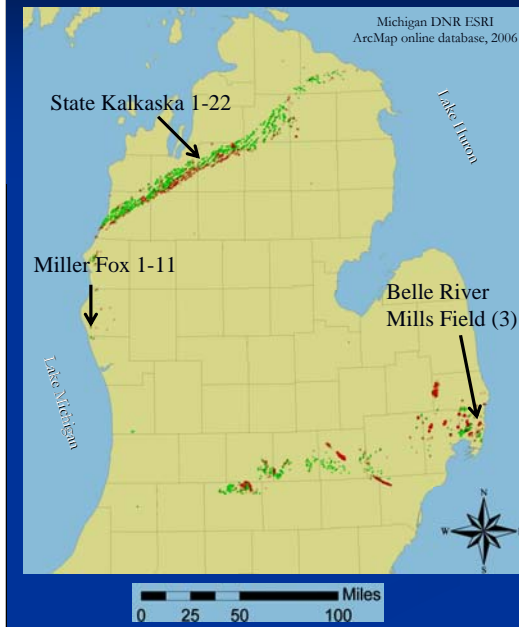 Michigan DNR ESRI
ArcMap online database, 2006
State Kalkaska 1-22
Lake Huron
Miller Fox 1-11
Belle River
Mills Field (3)
Lake Michigan
N
W
S
Miles
0 25 50 100